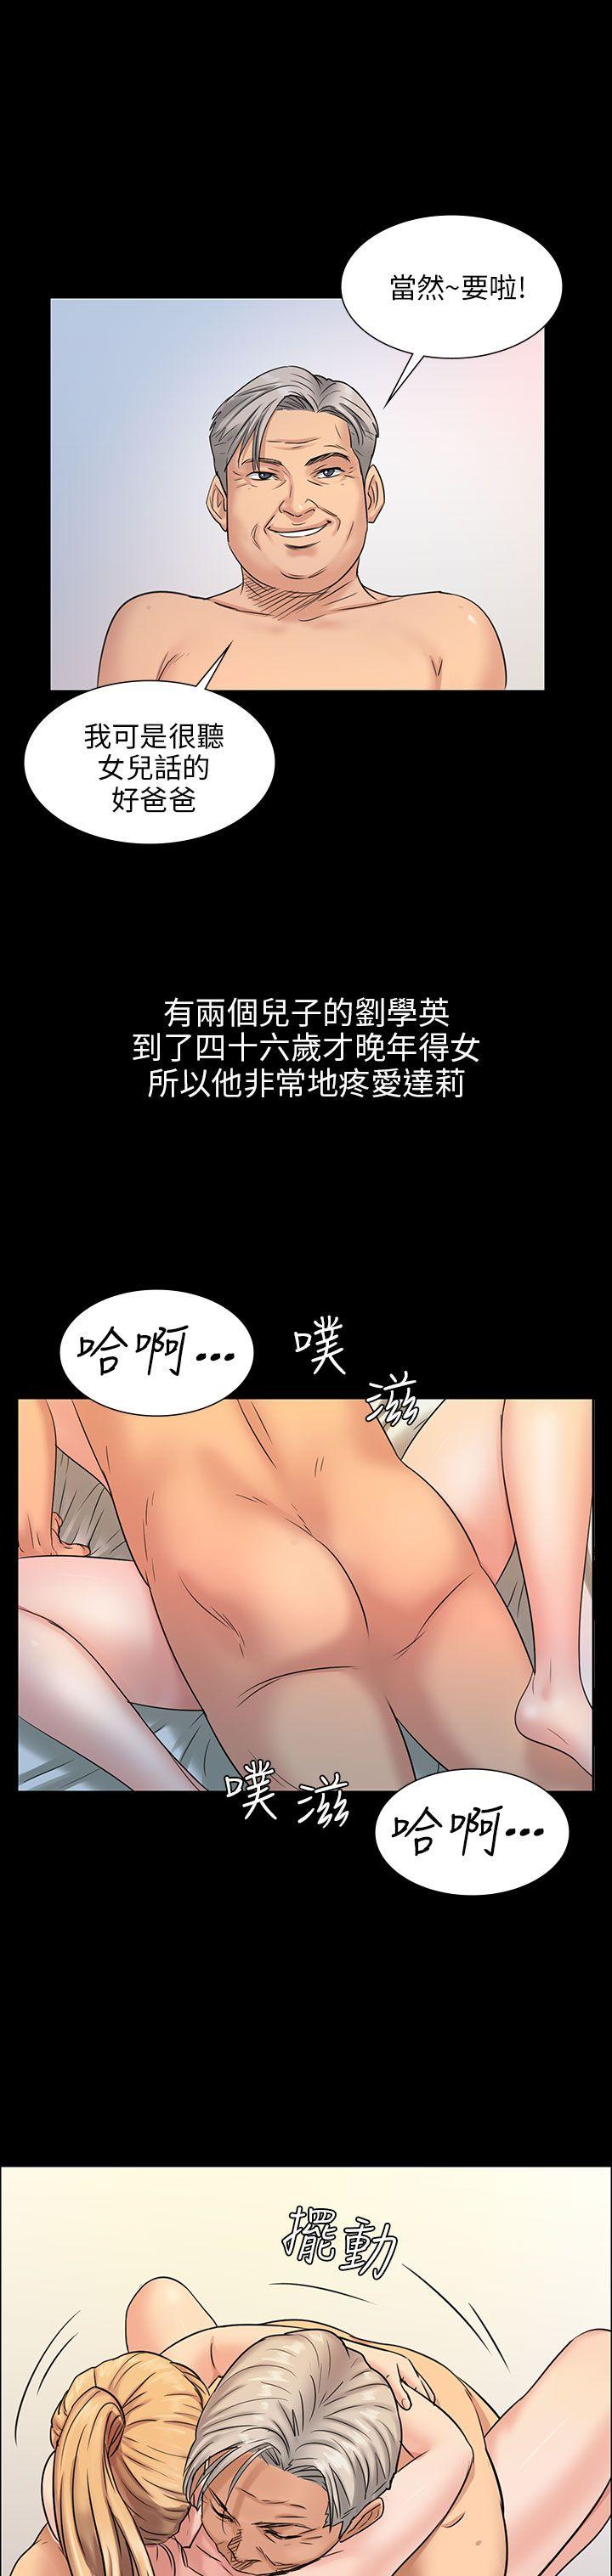 當然~要啦!
我可是很聽
女兒話的
好爸爸
有兩個兒子的劉學英
到了四十六歲才晚年得女
所以他非常地疼愛達莉
哈啊…
噗
滋
噗滋
哈啊…
擺動